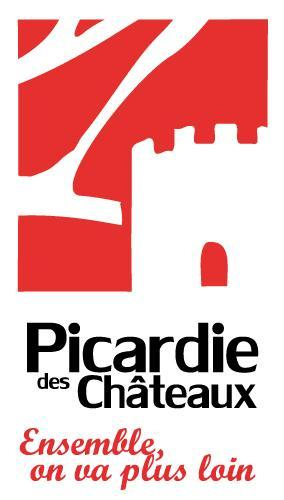 Picardie
des Châteaux
Ensemble,
on va plus loin